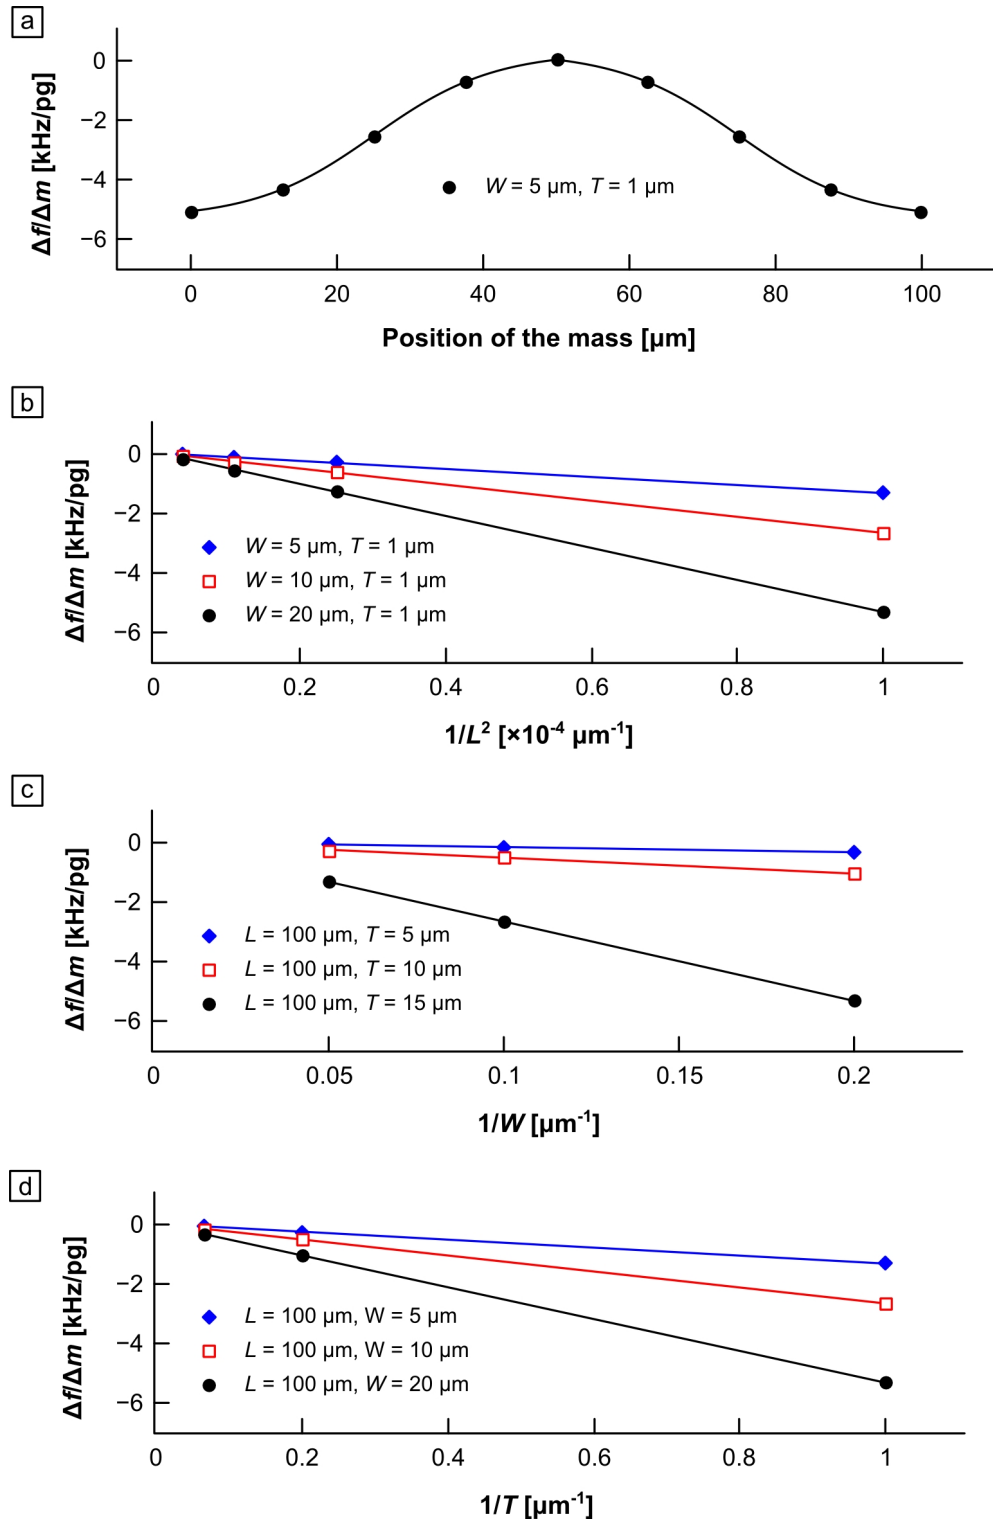 a
0
−2
−4
−6
Δf/Δm [kHz/pg]
W = 5 µm, T = 1 µm
0 20 40 60 80 100
Position of the mass [µm]
b
0
−2
−4
−6
Δf/Δm [kHz/pg]
W = 5 µm, T = 1 µm
W = 10 µm, T = 1 µm
W = 20 µm, T = 1 µm
0 0.2 0.4 0.6 0.8 1
1/L² [×10⁻⁴ µm⁻¹]
c
0
−2
−4
−6
Δf/Δm [kHz/pg]
L = 100 µm, T = 5 µm
L = 100 µm, T = 10 µm
L = 100 µm, T = 15 µm
0 0.05 0.1 0.15 0.2
1/W [µm⁻¹]
d
0
−2
−4
−6
Δf/Δm [kHz/pg]
L = 100 µm, W = 5 µm
L = 100 µm, W = 10 µm
L = 100 µm, W = 20 µm
0 0.2 0.4 0.6 0.8 1
1/T [µm⁻¹]